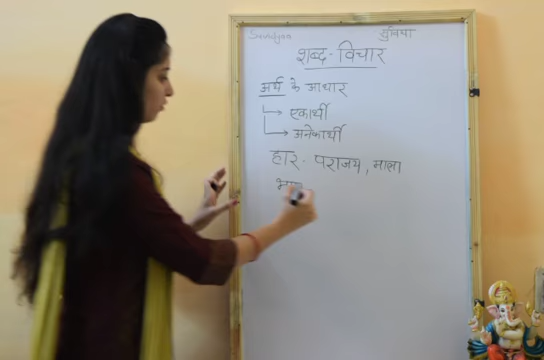 सुविधा
शब्द-विचार
अर्थ के आधार
एकार्थी
अनेकार्थी
हार- पराजय, माला